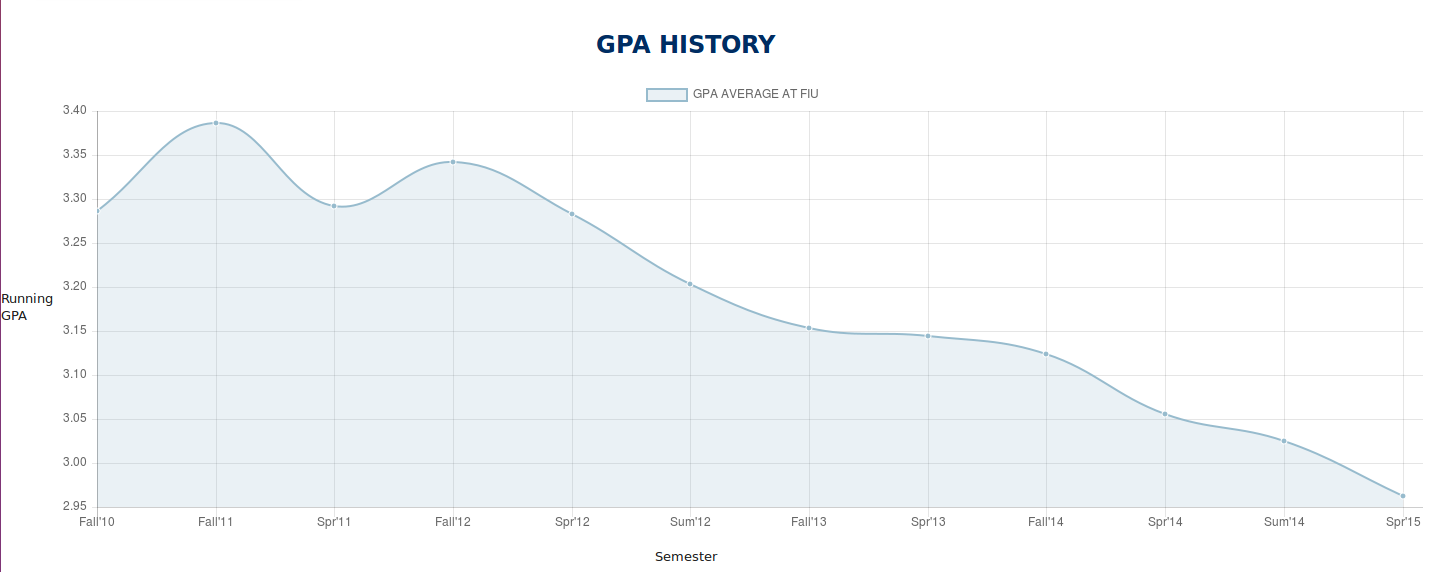 GPA HISTORY
GPA AVERAGE AT FIU
3.40
3.35
3.30
3.25
3.20
3.15
3.10
3.05
3.00
2.95
Running
GPA
Fall'10 Fall'11 Spr'11 Fall'12 Spr'12 Sum'12 Fall'13 Spr'13 Fall'14 Spr'14 Sum'14 Spr'15
Semester